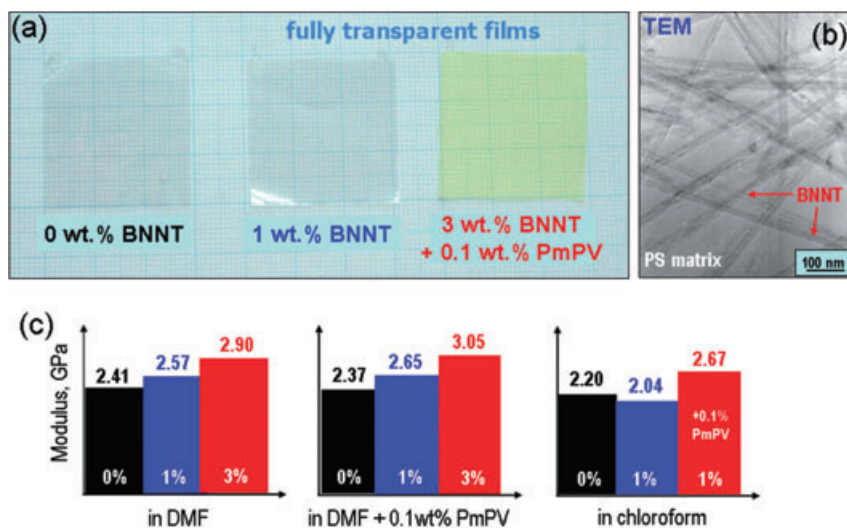 (a)
fully transparent films
0 wt.% BNNT
1 wt.% BNNT
3 wt.% BNNT
+ 0.1 wt.% PmPV
TEM
(b)
BNNT
PS matrix
100 nm
(c)
Modulus, GPa
2.41
2.57
2.90
0%
1%
3%
in DMF
2.37
2.65
3.05
0%
1%
3%
in DMF + 0.1wt% PmPV
2.20
2.04
2.67
+0.1%
PmPV
0%
1%
1%
in chloroform